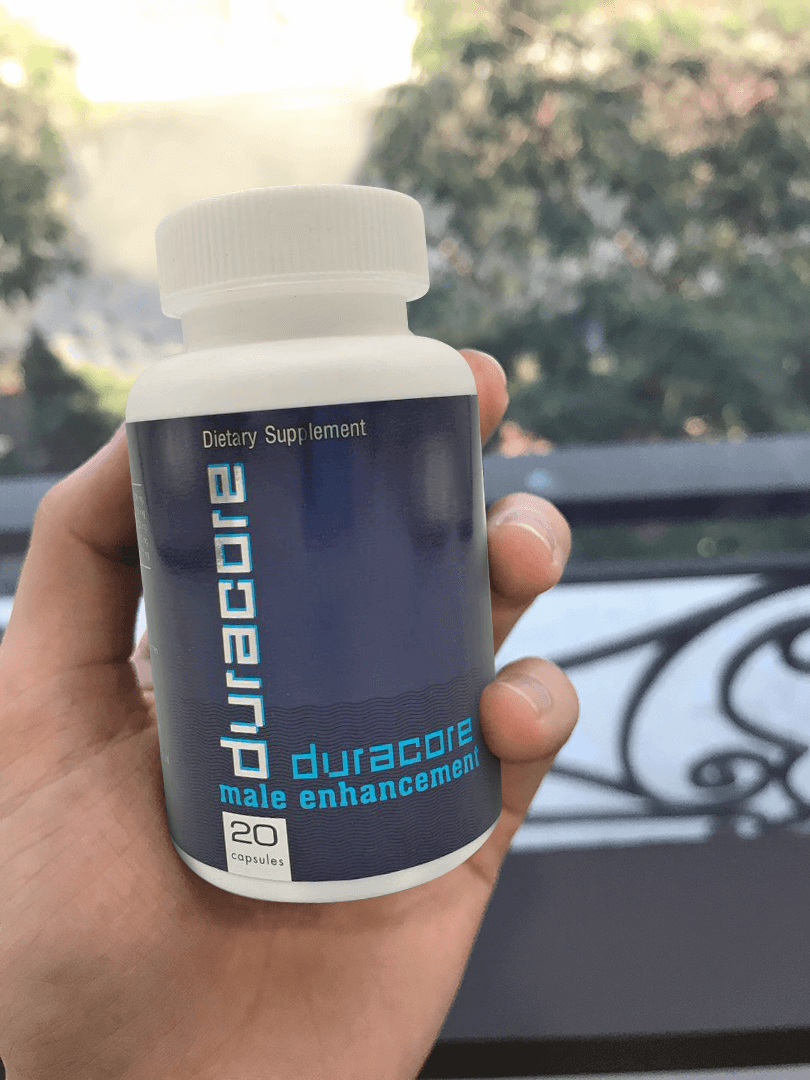 Dietary Supplement
duracore
duracore
male enhancement
20
capsules